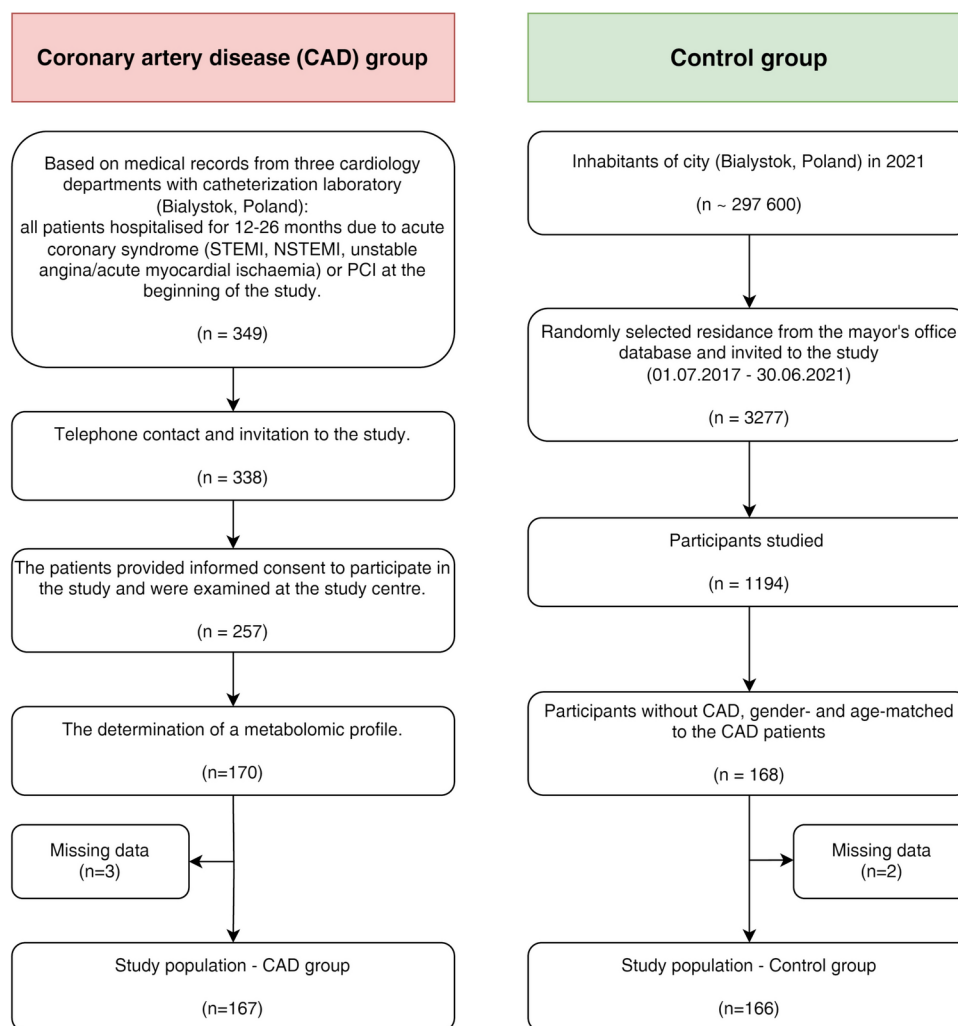 Coronary artery disease (CAD) group
Based on medical records from three cardiology
departments with catheterization laboratory
(Bialystok, Poland):
all patients hospitalised for 12-26 months due to acute
coronary syndrome (STEMI, NSTEMI, unstable
angina/acute myocardial ischaemia) or PCI at the
beginning of the study.
(n = 349)
Telephone contact and invitation to the study.
(n = 338)
The patients provided informed consent to participate in
the study and were examined at the study centre.
(n = 257)
The determination of a metabolomic profile.
(n=170)
Missing data
(n=3)
Study population - CAD group
(n=167)
Control group
Inhabitants of city (Bialystok, Poland) in 2021
(n ~ 297 600)
Randomly selected residance from the mayor's office
database and invited to the study
(01.07.2017 - 30.06.2021)
(n = 3277)
Participants studied
(n = 1194)
Participants without CAD, gender- and age-matched
to the CAD patients
(n = 168)
Missing data
(n=2)
Study population - Control group
(n=166)